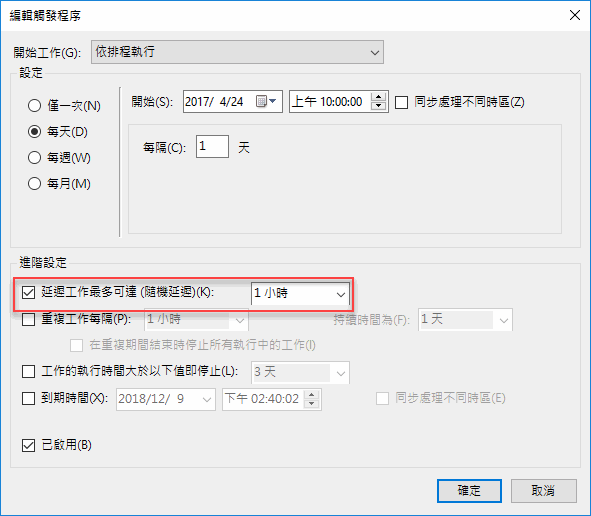 編輯觸發程序
開始工作(G): 依排程執行
設定
僅一次(N)
每天(D)
每週(W)
每月(M)
開始(S): 2017/ 4/24 上午 10:00:00 同步處理不同時區(Z)
每隔(C): 1 天
進階設定
延遲工作最多可達 (隨機延遲)(K): 1 小時
重複工作每隔(P): 1 小時 持續時間為(F): 1 天
在重複期間結束時停止所有執行中的工作(I)
工作的執行時間大於以下值即停止(L): 3 天
到期時間(X): 2018/12/ 9 下午 02:40:02 同步處理不同時區(E)
已啟用(B)
確定 取消